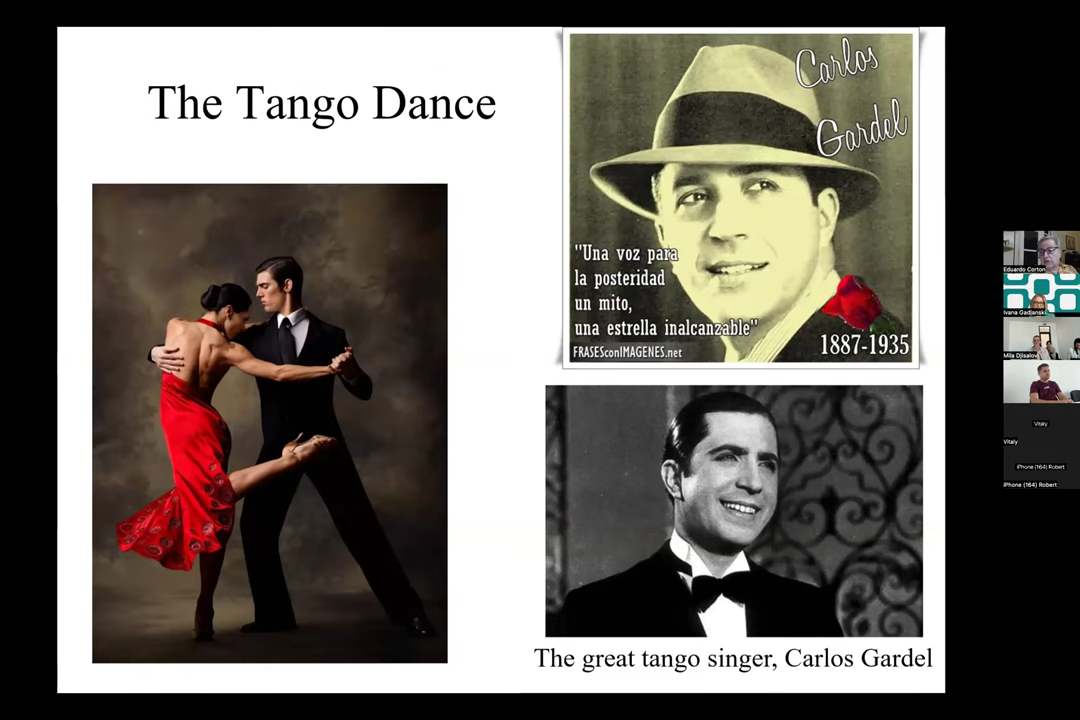 The Tango Dance
Carlos
Gardel
"Una voz para
la posteridad
un mito,
una estrella inalcanzable"
FRASESconIMAGENES.net
1887-1935
The great tango singer, Carlos Gardel
Eduardo Corton
Ivana Gadjanski
Mila Djisalov
Vitaly
Vitaly
iPhone (164) Robert
iPhone (164) Robert